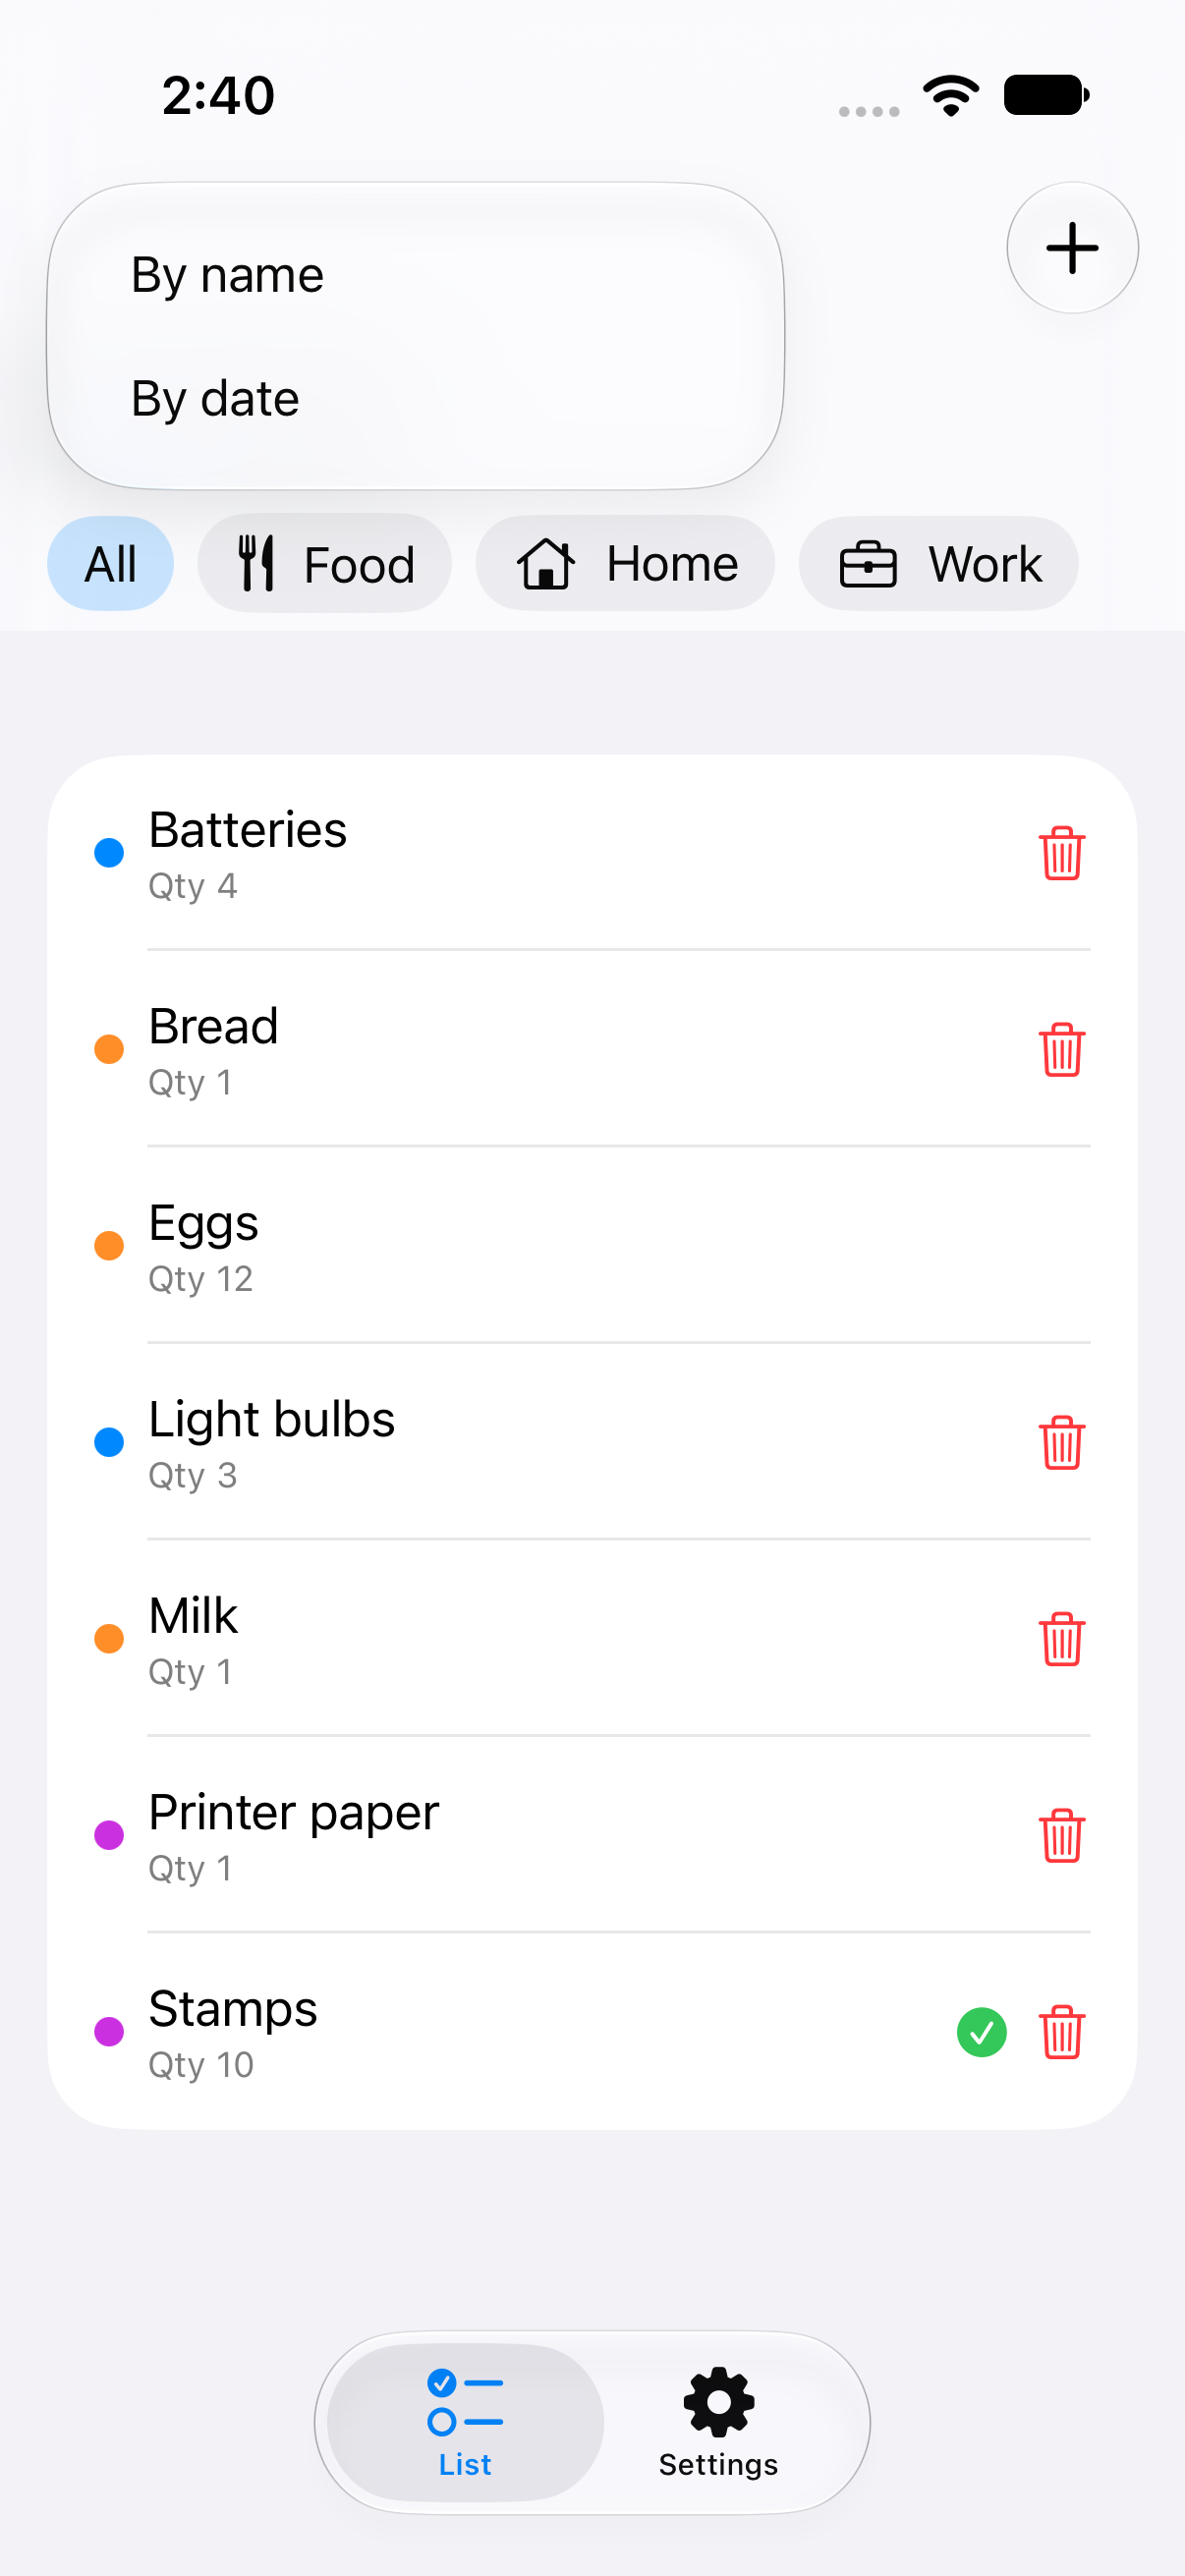 2:40
By name
By date
All
Food
Home
Work
Batteries
Qty 4
Bread
Qty 1
Eggs
Qty 12
Light bulbs
Qty 3
Milk
Qty 1
Printer paper
Qty 1
Stamps
Qty 10
List
Settings